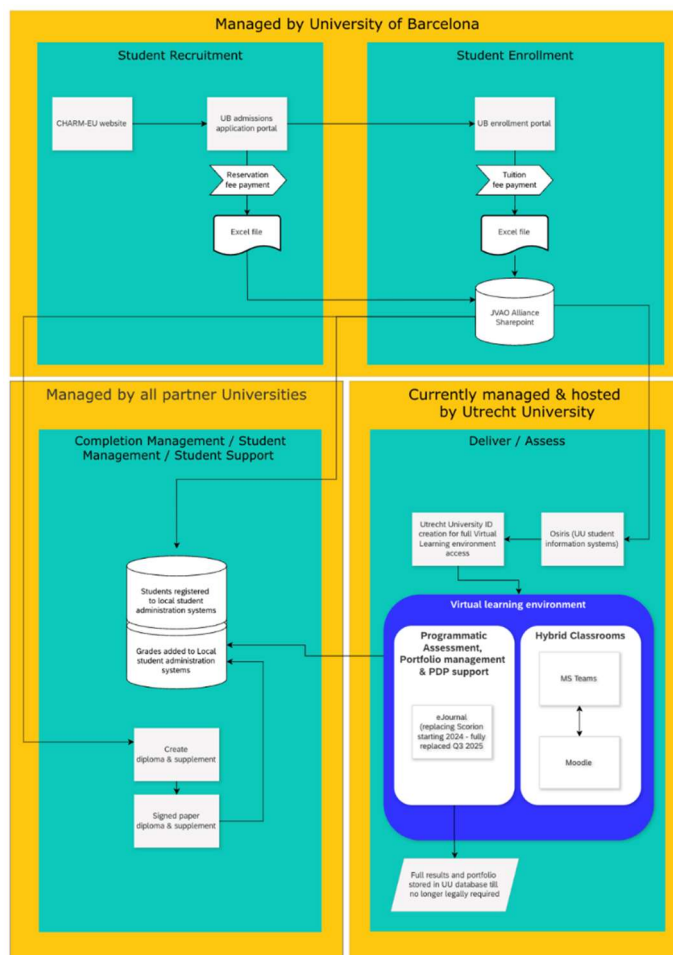 Managed by University of Barcelona
Student Recruitment
Student Enrollment
CHARM-EU website
UB admissions
application portal
UB enrollment portal
Reservation
fee payment
Tuition
fee payment
Excel file
Excel file
JVAO Alliance
Sharepoint
Managed by all partner Universities
Completion Management / Student
Management / Student Support
Students registered
to local student
administration systems
Grades added to Local
student administration
systems
Create
diploma & supplement
Signed paper
diploma & supplement
Currently managed & hosted
by Utrecht University
Deliver / Assess
Utrecht University ID
creation for full Virtual
Learning environment
access
Osiris (UU student
information systems)
Virtual learning environment
Programmatic
Assessment,
Portfolio management
& PDP support
eJournal
(replacing Scorion
starting 2024 - fully
replaced Q3 2025
Hybrid Classrooms
MS Teams
Moodle
Full results and portfolio
stored in UU database till
no longer legally required